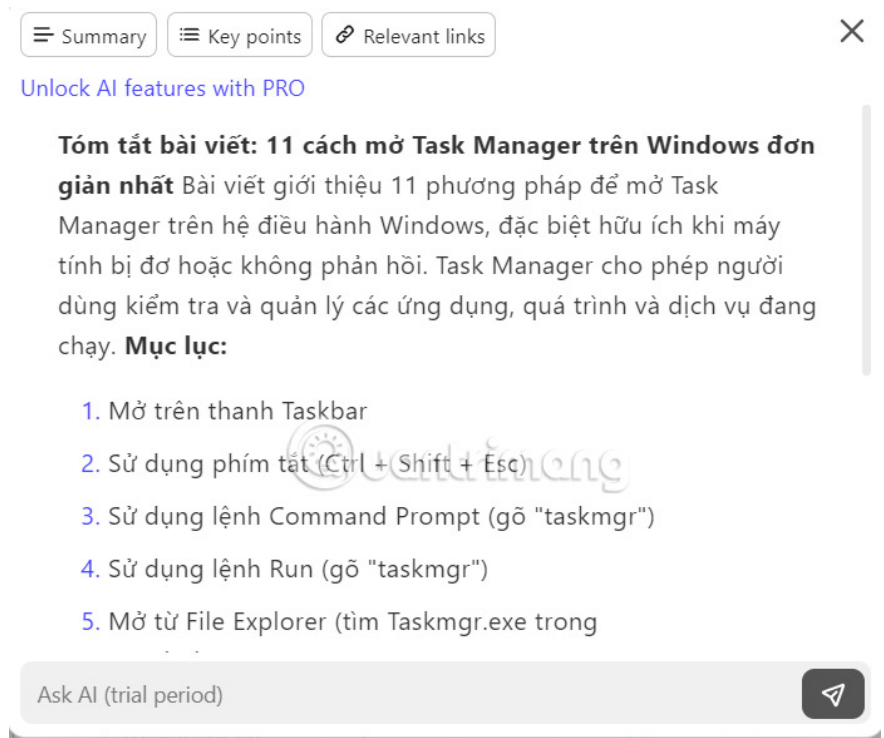 Summary
Key points
Relevant links
Unlock AI features with PRO
Tóm tắt bài viết: 11 cách mở Task Manager trên Windows đơn
giản nhất Bài viết giới thiệu 11 phương pháp để mở Task
Manager trên hệ điều hành Windows, đặc biệt hữu ích khi máy
tính bị đơ hoặc không phản hồi. Task Manager cho phép người
dùng kiểm tra và quản lý các ứng dụng, quá trình và dịch vụ đang
chạy. Mục lục:
1. Mở trên thanh Taskbar
2. Sử dụng phím tắt (Ctrl + Shift + Esc)
Quantrimang
3. Sử dụng lệnh Command Prompt (gõ "taskmgr")
4. Sử dụng lệnh Run (gõ "taskmgr")
5. Mở từ File Explorer (tìm Taskmgr.exe trong
Ask AI (trial period)